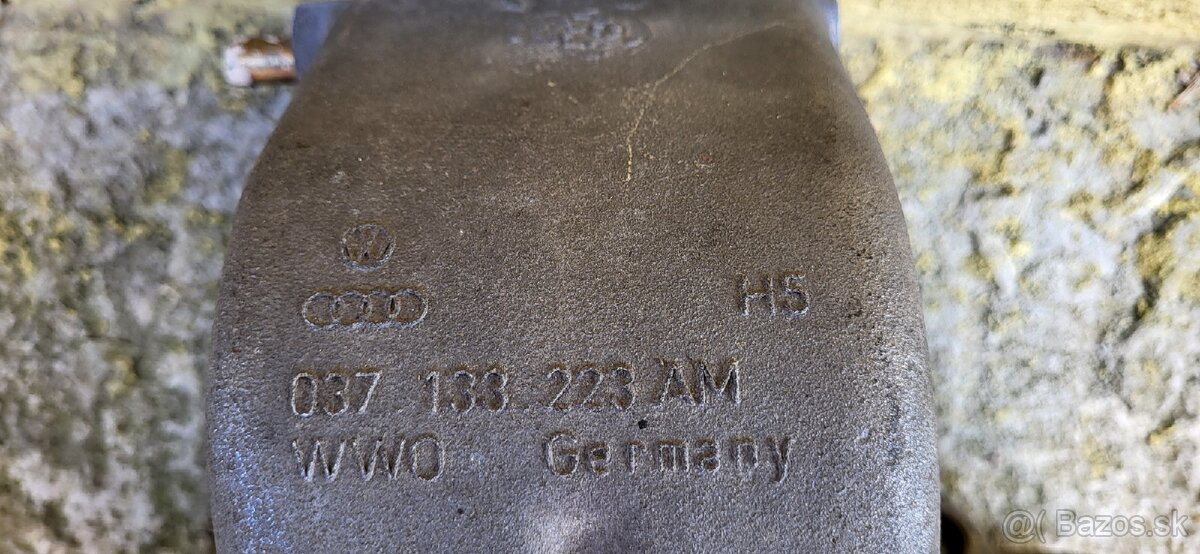 H5
037 133 223 AM
WWO Germany
@( Bazos.sk